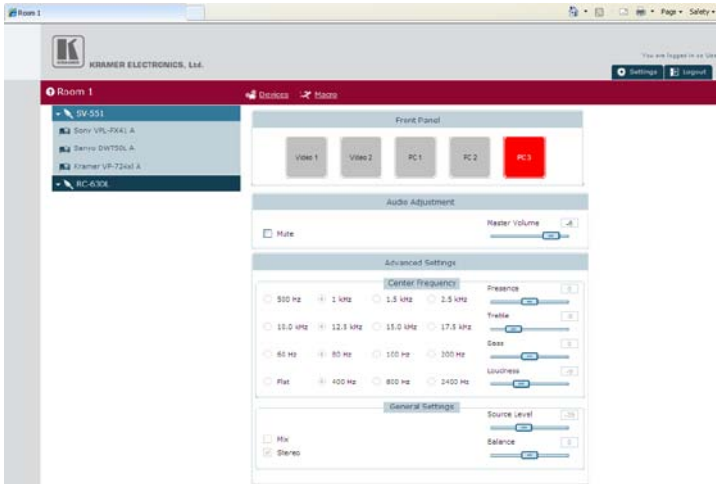 Room 1
Page
Safety
K
KRAMER
KRAMER ELECTRONICS, Ltd.
You are logged in as
Settings
Logout
Room 1
Devices
Macro
SV-551
Sony VPL-FX41 A
Sanyo DWT50L A
Kramer VP-724xl A
RC-63DL
Front Panel
Video 1
Video 2
PC 1
PC 2
PC 3
Audio Adjustment
Mute
Master Volume
Advanced Settings
Center Frequency
500 Hz
1 kHz
1.5 kHz
2.5 kHz
Presence
10.0 kHz
12.5 kHz
15.0 kHz
17.5 kHz
Treble
60 Hz
80 Hz
100 Hz
200 Hz
Bass
Flat
400 Hz
800 Hz
2400 Hz
Loudness
General Settings
Mix
Stereo
Source Level
Balance